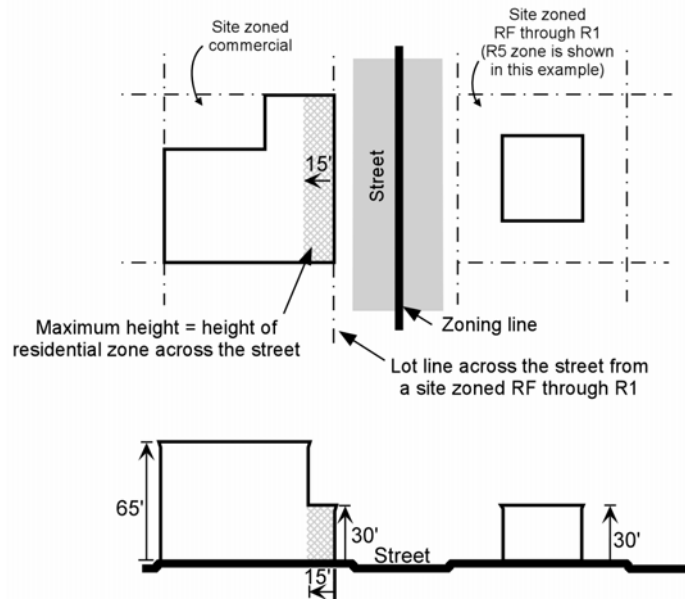 Site zoned
commercial
Site zoned
RF through R1
(R5 zone is shown
in this example)
15'
Street
Maximum height = height of
residential zone across the street
Zoning line
Lot line across the street from
a site zoned RF through R1
65'
30'
Street
30'
15'